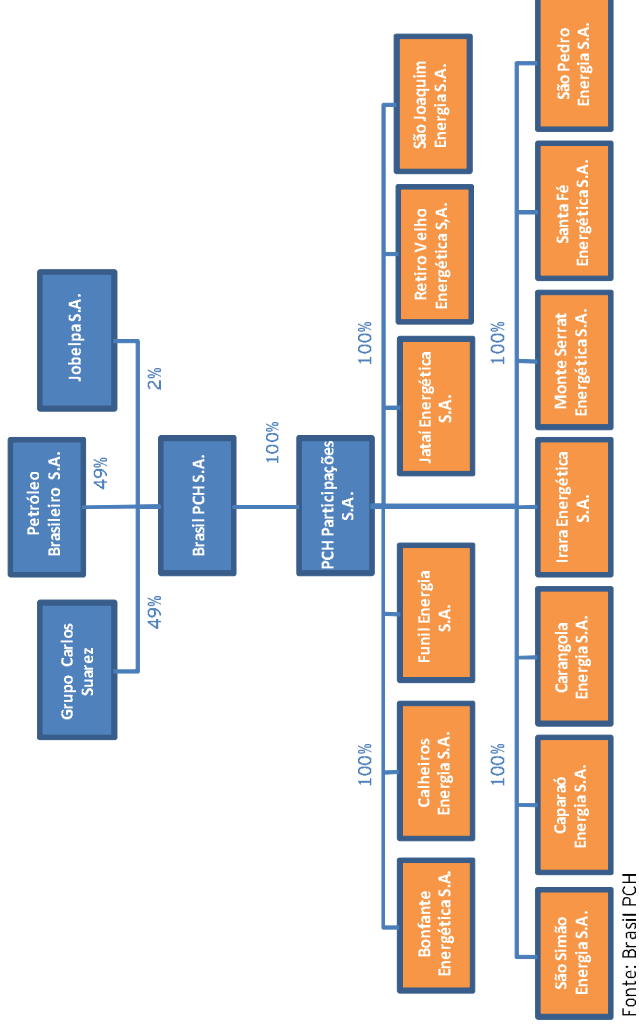 Petróleo
Brasileiro S.A.
Grupo Carlos
Suarez
Jobelpa S.A.
49%
49%
2%
Brasil PCH S.A.
100%
PCH Participações
S.A.
100%
100%
Bonfante
Energética S.A.
Calheiros
Energia S.A.
Funil Energia
S.A.
Jataí Energética
S.A.
Retiro Velho
Energética S,A.
São Joaquim
Energia S.A.
100%
100%
São Simão
Energia S.A.
Caparaó
Energia S.A.
Carangola
Energia S.A.
Irara Energética
S.A.
Monte Serrat
Energética S.A.
Santa Fé
Energética S.A.
São Pedro
Energia S.A.
Fonte: Brasil PCH